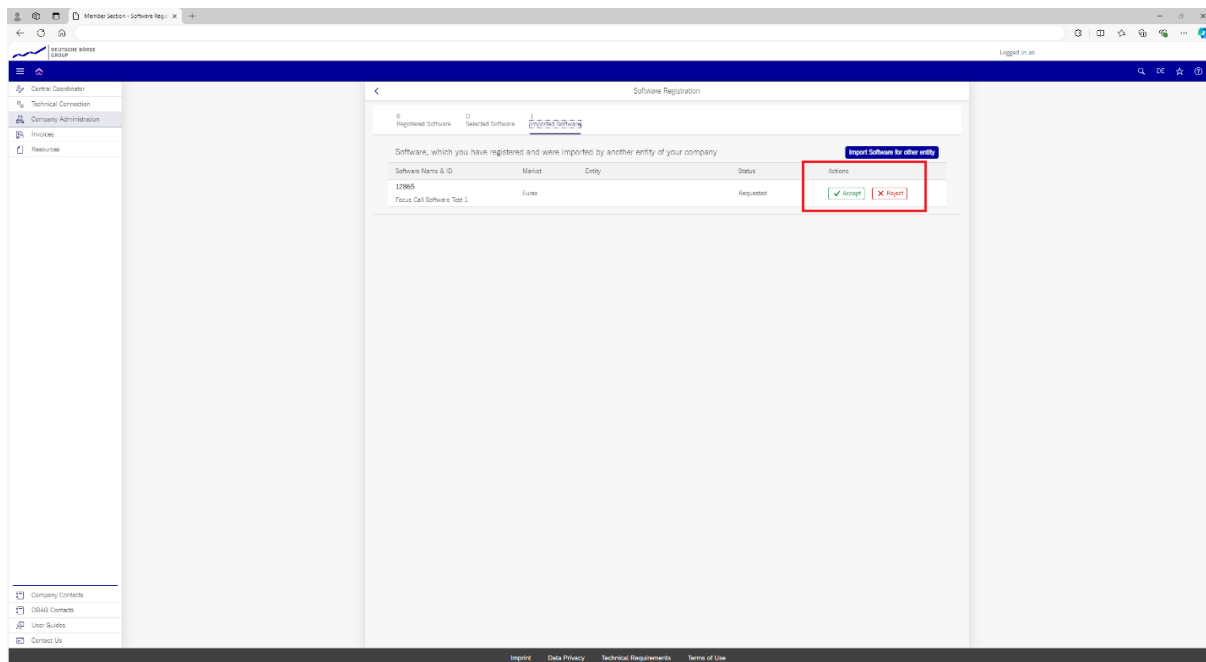 Member Section - Software Regi
DEUTSCHE BÖRSE
GROUP
Logged in as
DE
Central Coordinator
Technical Connection
Company Administration
Invoices
Resources
Software Registration
Registered Software
Selected Software
1
Imported Software
Software, which you have registered and were imported by another entity of your company
Import Software for other entity
Software Name & ID Market Entity Status Actions
12865
Focus Call Software Test 1
Eurex
Requested
Accept
Reject
Company Contacts
DBAG Contacts
User Guides
Contact Us
Imprint Data Privacy Technical Requirements Terms of Use